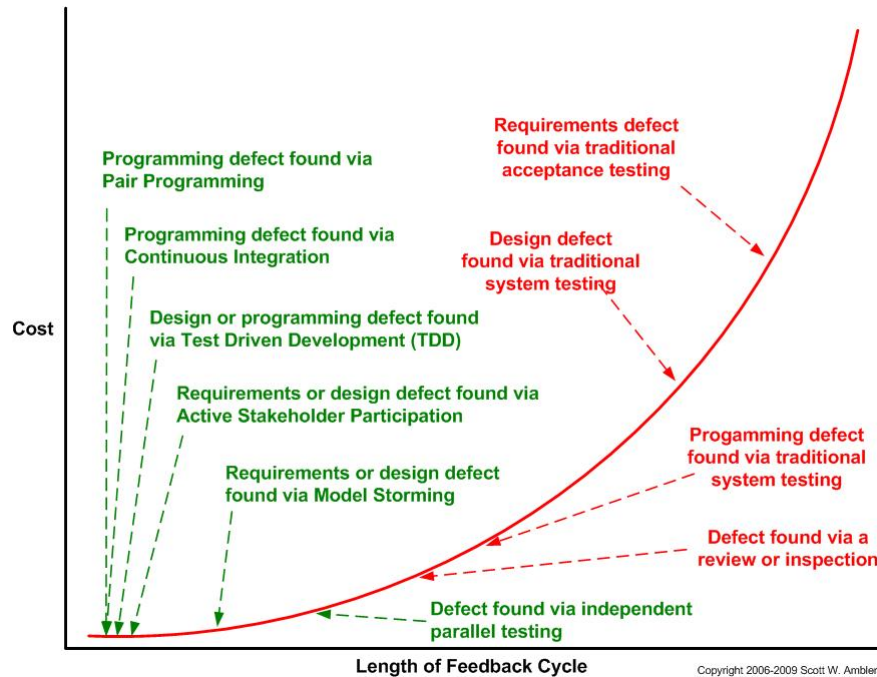 Programming defect found via
Pair Programming
Programming defect found via
Continuous Integration
Design or programming defect found
via Test Driven Development (TDD)
Requirements or design defect found via
Active Stakeholder Participation
Requirements or design defect
found via Model Storming
Requirements defect
found via traditional
acceptance testing
Design defect
found via traditional
system testing
Progamming defect
found via traditional
system testing
Defect found via a
review or inspection
Defect found via independent
parallel testing
Cost
Length of Feedback Cycle
Copyright 2006-2009 Scott W. Ambler